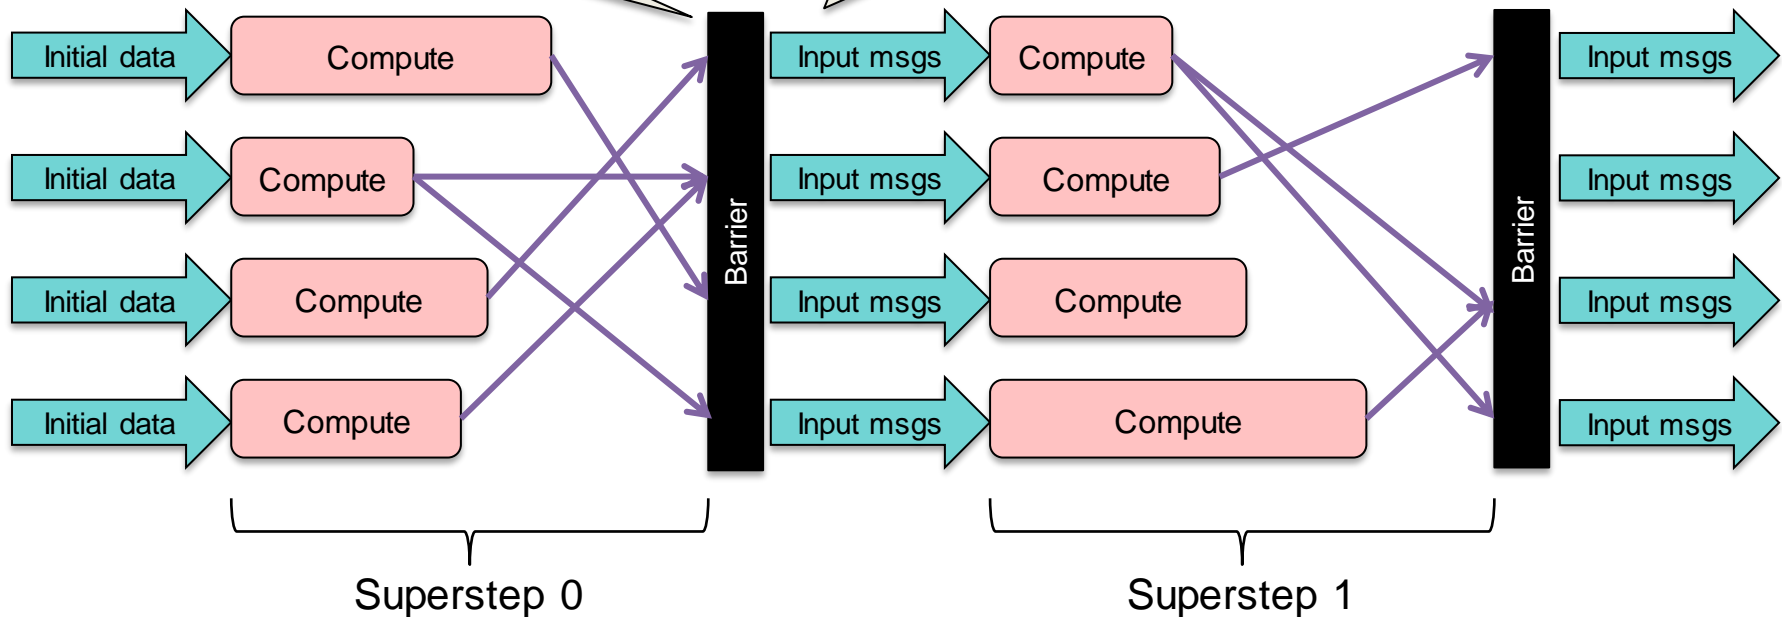 Initial data Compute Input msgs Compute Input msgs
Initial data Compute Input msgs Compute Input msgs
Barrier Barrier
Initial data Compute Input msgs Compute Input msgs
Initial data Compute Input msgs Compute Input msgs
Superstep 0 Superstep 1